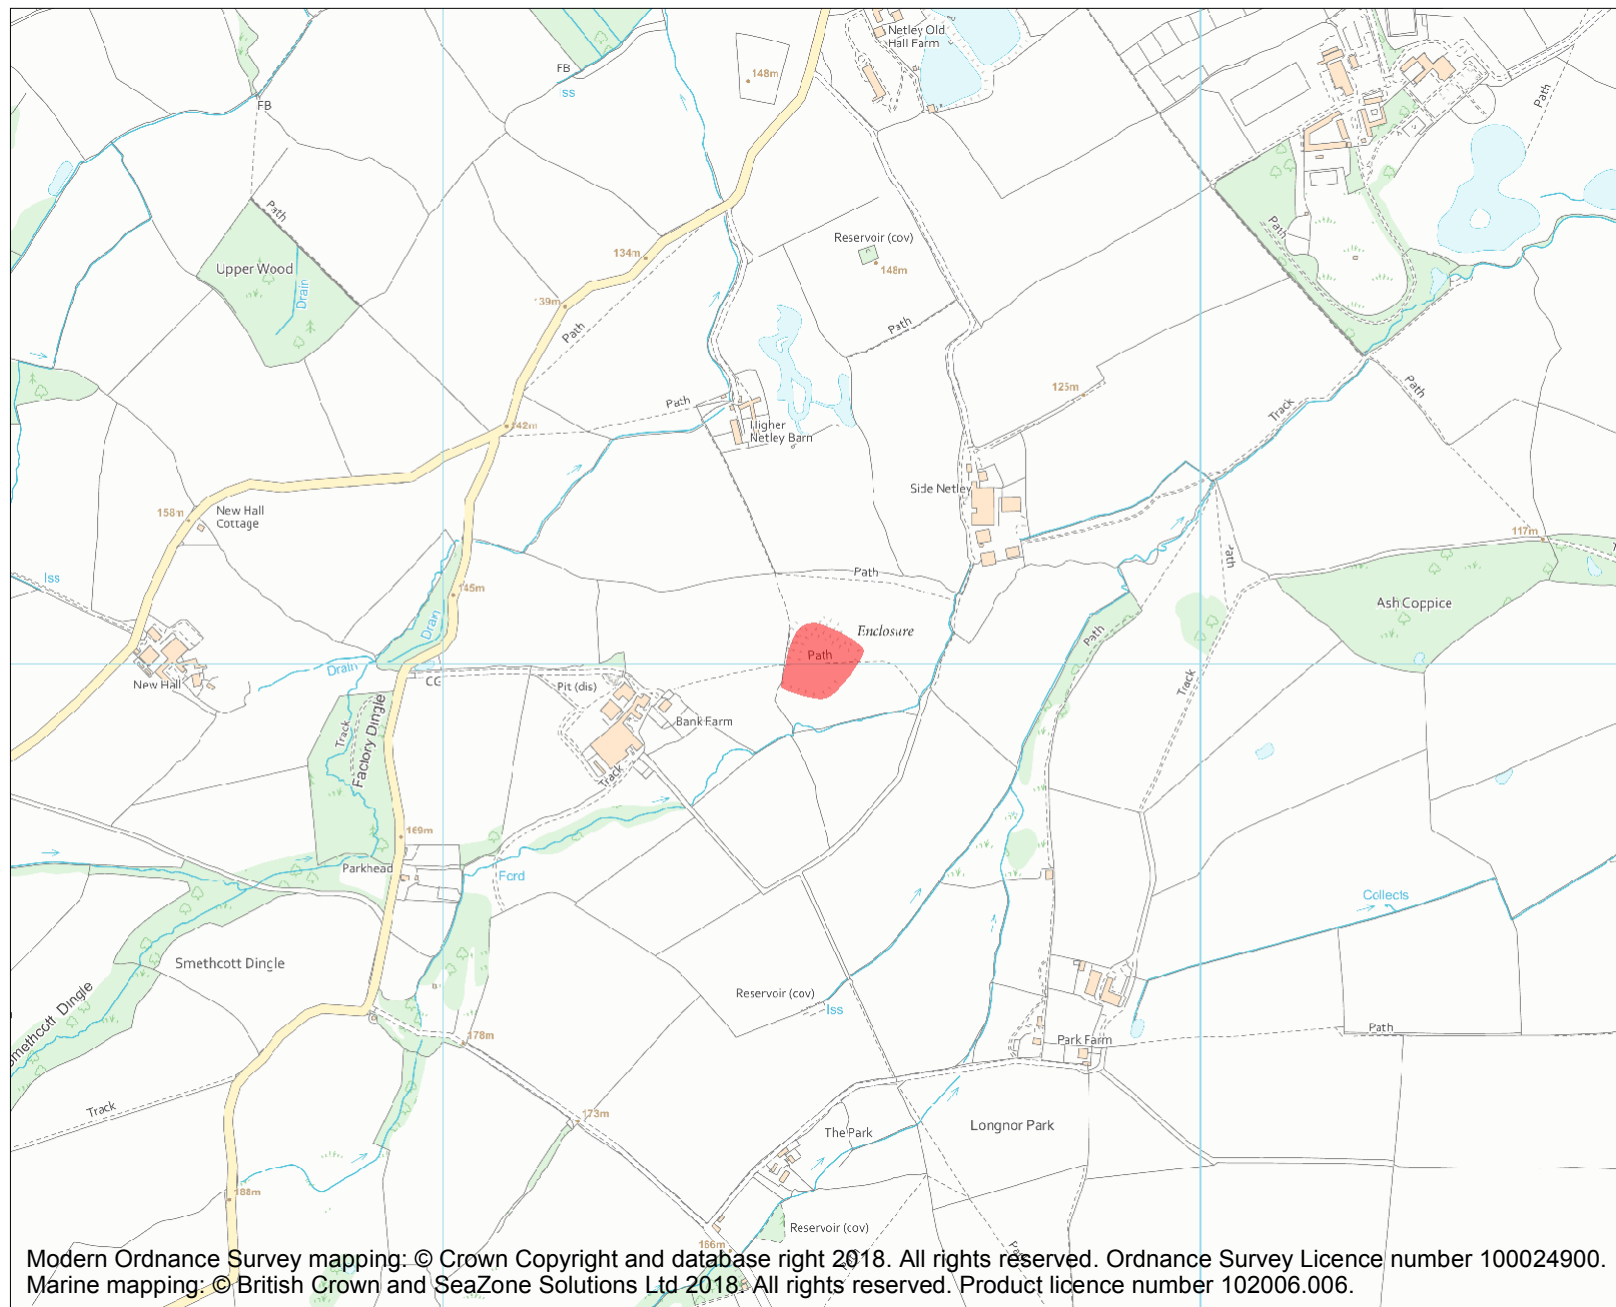 Netley Old
Hall Farm
FB
148m
Iss
FB
Path
Path
Path
Reservoir (cov)
134m
148m
Upper Wood
Drain
139m
Path
Path
125m
Path
Path
Track
142m
Higher
Netley Barn
Side Netley
158m
New Hall
Cottage
117m
Path
Path
Iss
145m
Ash Coppice
Drain
Enclosure
Path
Path
Drain
New Hall
CG
Pit (dis)
Track
Bank Farm
Track
Factory Dingle
Track
169m
Parkhead
Ford
Collects
Smethcott Dingle
Reservoir (cov)
Iss
Smethcott Dingle
Path
178m
Park Farm
Track
173m
The Park
Longnor Park
188m
Reservoir (cov)
166m
Path
Path
Modern Ordnance Survey mapping: © Crown Copyright and database right 2018. All rights reserved. Ordnance Survey Licence number 100024900.
Marine mapping: © British Crown and SeaZone Solutions Ltd 2018. All rights reserved. Product licence number 102006.006.